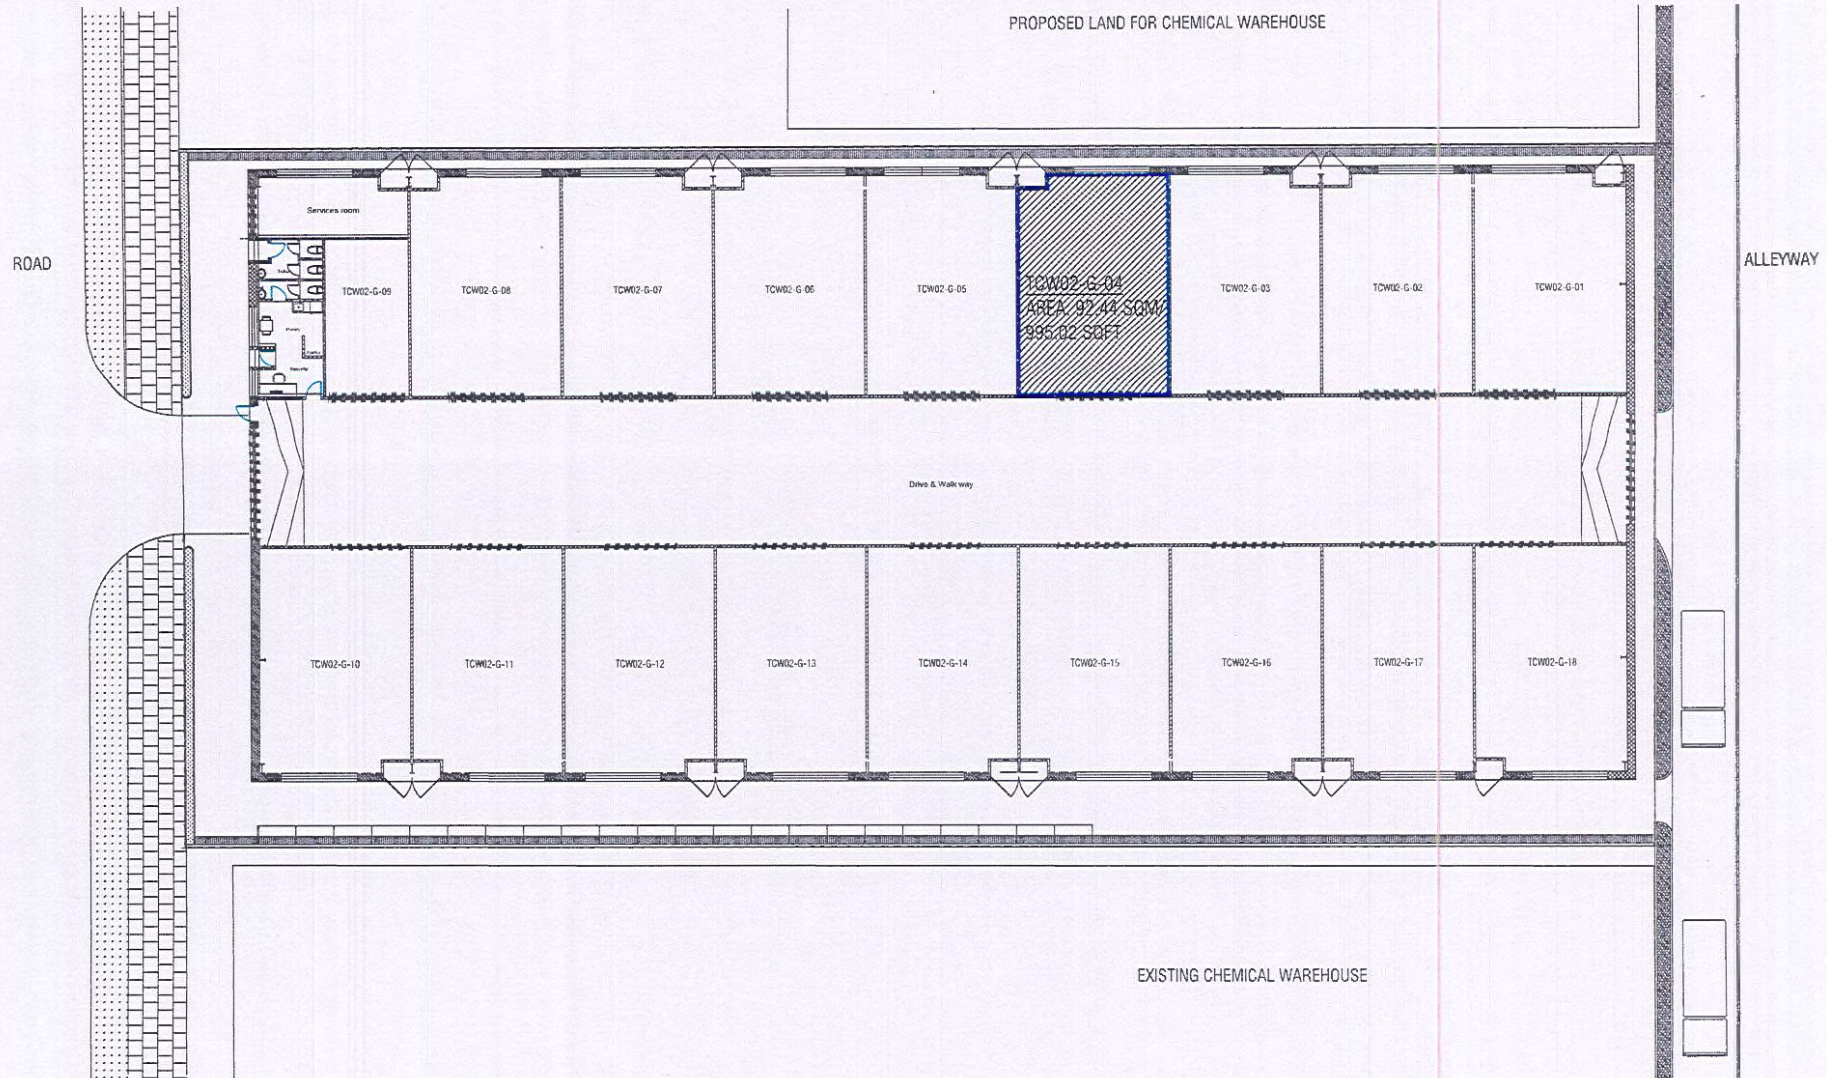 PROPOSED LAND FOR CHEMICAL WAREHOUSE
ROAD
ALLEYWAY
Services room
TCW02-G-09
TCW02-G-08
TCW02-G-07
TCW02-G-06
TCW02-G-05
TCW02-G-04
AREA: 92.44 SQM/
995.02 SQFT
TCW02-G-03
TCW02-G-02
TCW02-G-01
Pantry
Security
Drive & Walk way
TCW02-G-10
TCW02-G-11
TCW02-G-12
TCW02-G-13
TCW02-G-14
TCW02-G-15
TCW02-G-16
TCW02-G-17
TCW02-G-18
EXISTING CHEMICAL WAREHOUSE